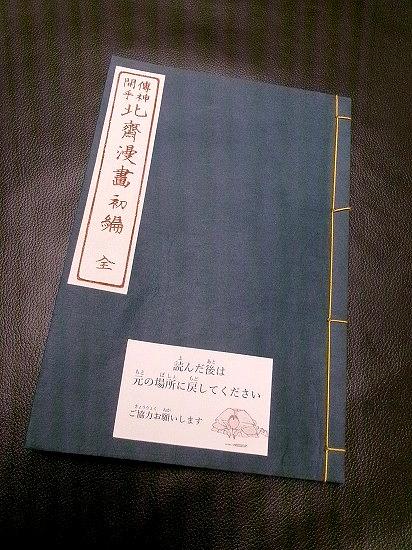 傳神
開手
北齋漫畫
初編
全
読んだ後は
元の場所に戻してください
ご協力お願いします